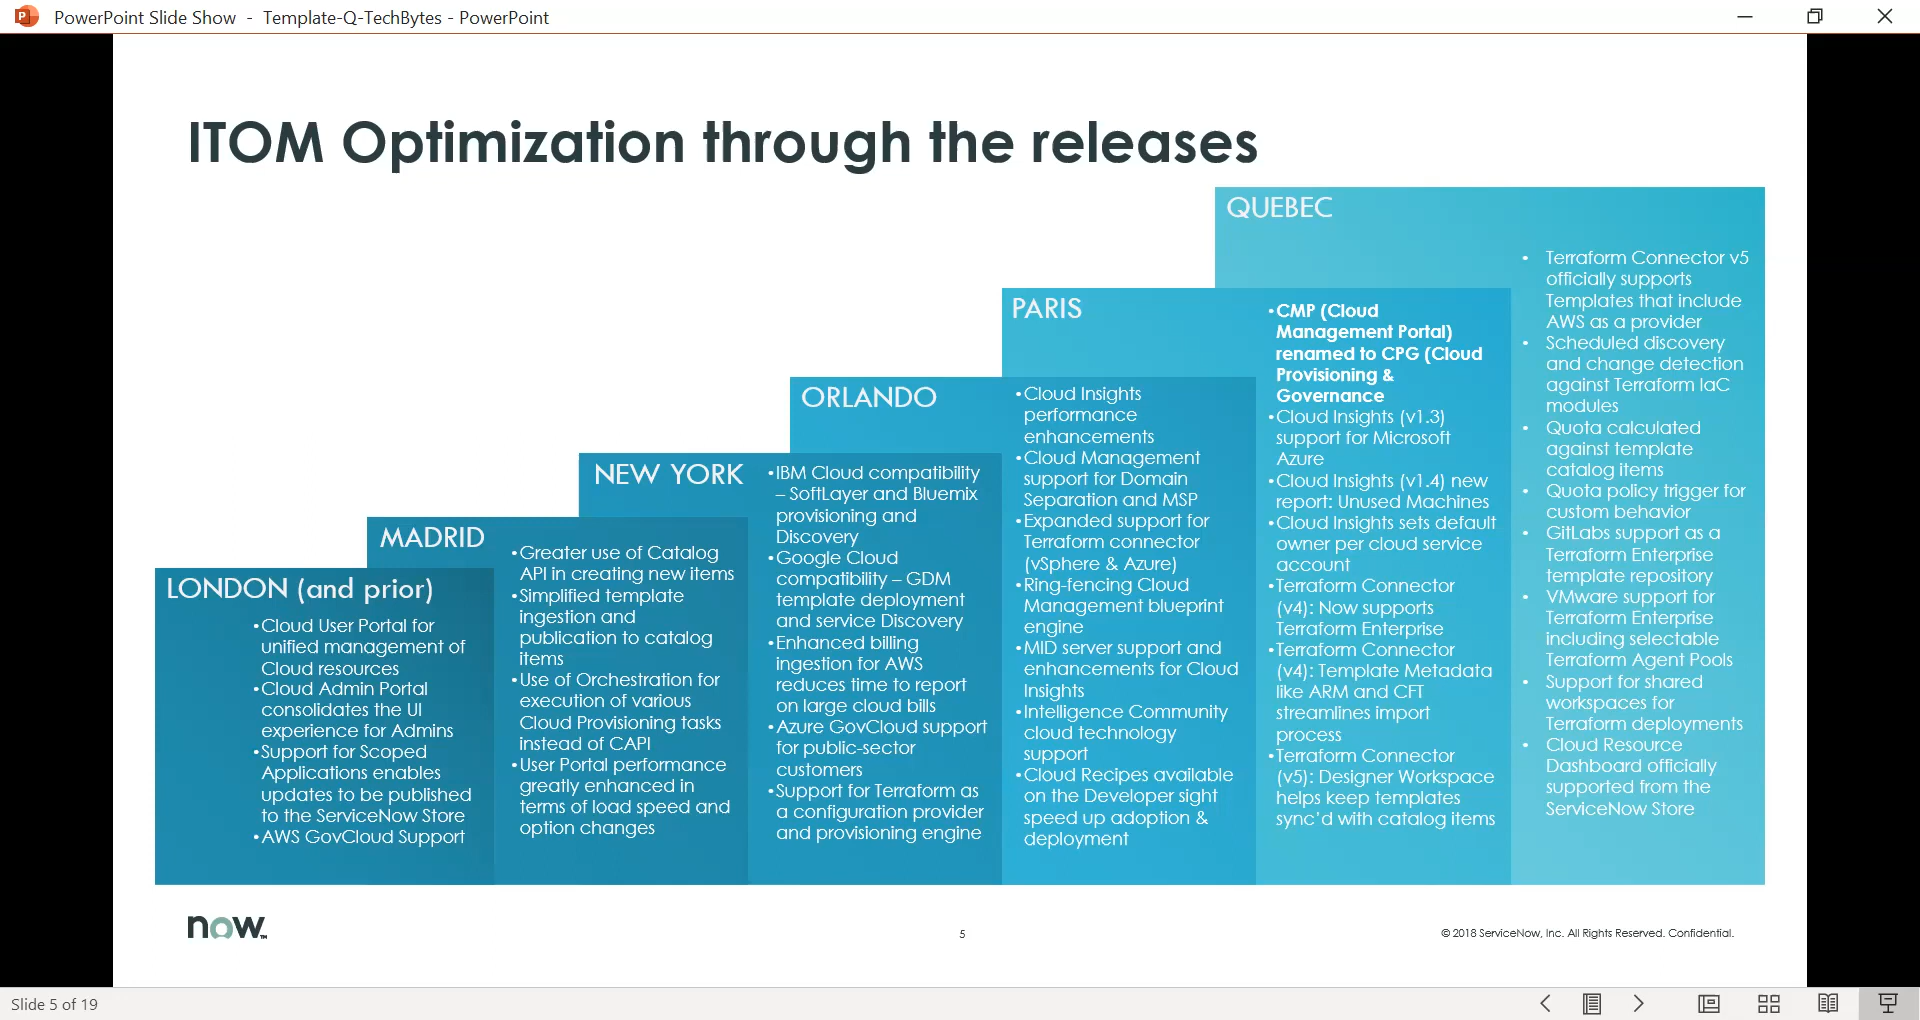 PowerPoint Slide Show - Template-Q-TechBytes - PowerPoint
ITOM Optimization through the releases
LONDON (and prior)
•Cloud User Portal for
unified management of
Cloud resources
•Cloud Admin Portal
consolidates the UI
experience for Admins
•Support for Scoped
Applications enables
updates to be published
to the ServiceNow Store
•AWS GovCloud Support
MADRID
•Greater use of Catalog
API in creating new items
•Simplified template
ingestion and
publication to catalog
items
•Use of Orchestration for
execution of various
Cloud Provisioning tasks
instead of CAPI
•User Portal performance
greatly enhanced in
terms of load speed and
option changes
NEW YORK
•IBM Cloud compatibility
– SoftLayer and Bluemix
provisioning and
Discovery
•Google Cloud
compatibility – GDM
template deployment
and service Discovery
•Enhanced billing
ingestion for AWS
reduces time to report
on large cloud bills
•Azure GovCloud support
for public-sector
customers
•Support for Terraform as
a configuration provider
and provisioning engine
ORLANDO
•Cloud Insights
performance
enhancements
•Cloud Management
support for Domain
Separation and MSP
•Expanded support for
Terraform connector
(vSphere & Azure)
•Ring-fencing Cloud
Management blueprint
engine
•MID server support and
enhancements for Cloud
Insights
•Intelligence Community
cloud technology
support
•Cloud Recipes available
on the Developer sight
speed up adoption &
deployment
PARIS
•CMP (Cloud
Management Portal)
renamed to CPG (Cloud
Provisioning &
Governance
•Cloud Insights (v1.3)
support for Microsoft
Azure
•Cloud Insights (v1.4) new
report: Unused Machines
•Cloud Insights sets default
owner per cloud service
account
•Terraform Connector
(v4): Now supports
Terraform Enterprise
•Terraform Connector
(v4): Template Metadata
like ARM and CFT
streamlines import
process
•Terraform Connector
(v5): Designer Workspace
helps keep templates
sync'd with catalog items
QUEBEC
• Terraform Connector v5
officially supports
Templates that include
AWS as a provider
• Scheduled discovery
and change detection
against Terraform IaC
modules
• Quota calculated
against template
catalog items
• Quota policy trigger for
custom behavior
• GitLabs support as a
Terraform Enterprise
template repository
• VMware support for
Terraform Enterprise
including selectable
Terraform Agent Pools
• Support for shared
workspaces for
Terraform deployments
• Cloud Resource
Dashboard officially
supported from the
ServiceNow Store
now™
5
© 2018 ServiceNow, Inc. All Rights Reserved. Confidential.
Slide 5 of 19